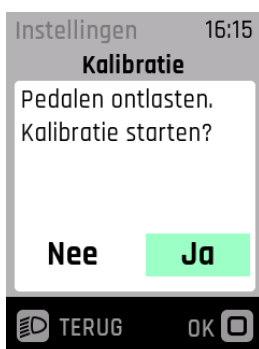 Instellingen 16:15
Kalibratie
Pedalen ontlasten.
Kalibratie starten?
Nee Ja
TERUG OK